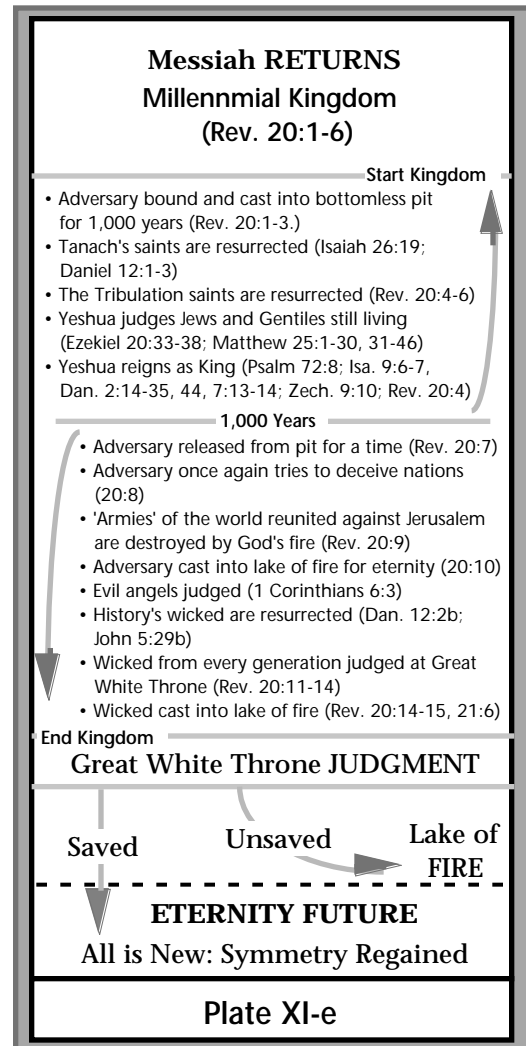 Messiah RETURNS
Millennmial Kingdom
(Rev. 20:1-6)
Start Kingdom
• Adversary bound and cast into bottomless pit
for 1,000 years (Rev. 20:1-3.)
• Tanach's saints are resurrected (Isaiah 26:19;
Daniel 12:1-3)
• The Tribulation saints are resurrected (Rev. 20:4-6)
• Yeshua judges Jews and Gentiles still living
(Ezekiel 20:33-38; Matthew 25:1-30, 31-46)
• Yeshua reigns as King (Psalm 72:8; Isa. 9:6-7,
Dan. 2:14-35, 44, 7:13-14; Zech. 9:10; Rev. 20:4)
1,000 Years
• Adversary released from pit for a time (Rev. 20:7)
• Adversary once again tries to deceive nations
(20:8)
• 'Armies' of the world reunited against Jerusalem
are destroyed by God's fire (Rev. 20:9)
• Adversary cast into lake of fire for eternity (20:10)
• Evil angels judged (1 Corinthians 6:3)
• History's wicked are resurrected (Dan. 12:2b;
John 5:29b)
• Wicked from every generation judged at Great
White Throne (Rev. 20:11-14)
• Wicked cast into lake of fire (Rev. 20:14-15, 21:6)
End Kingdom
Great White Throne JUDGMENT
Saved
Unsaved
Lake of
FIRE
ETERNITY FUTURE
All is New: Symmetry Regained
Plate XI-e